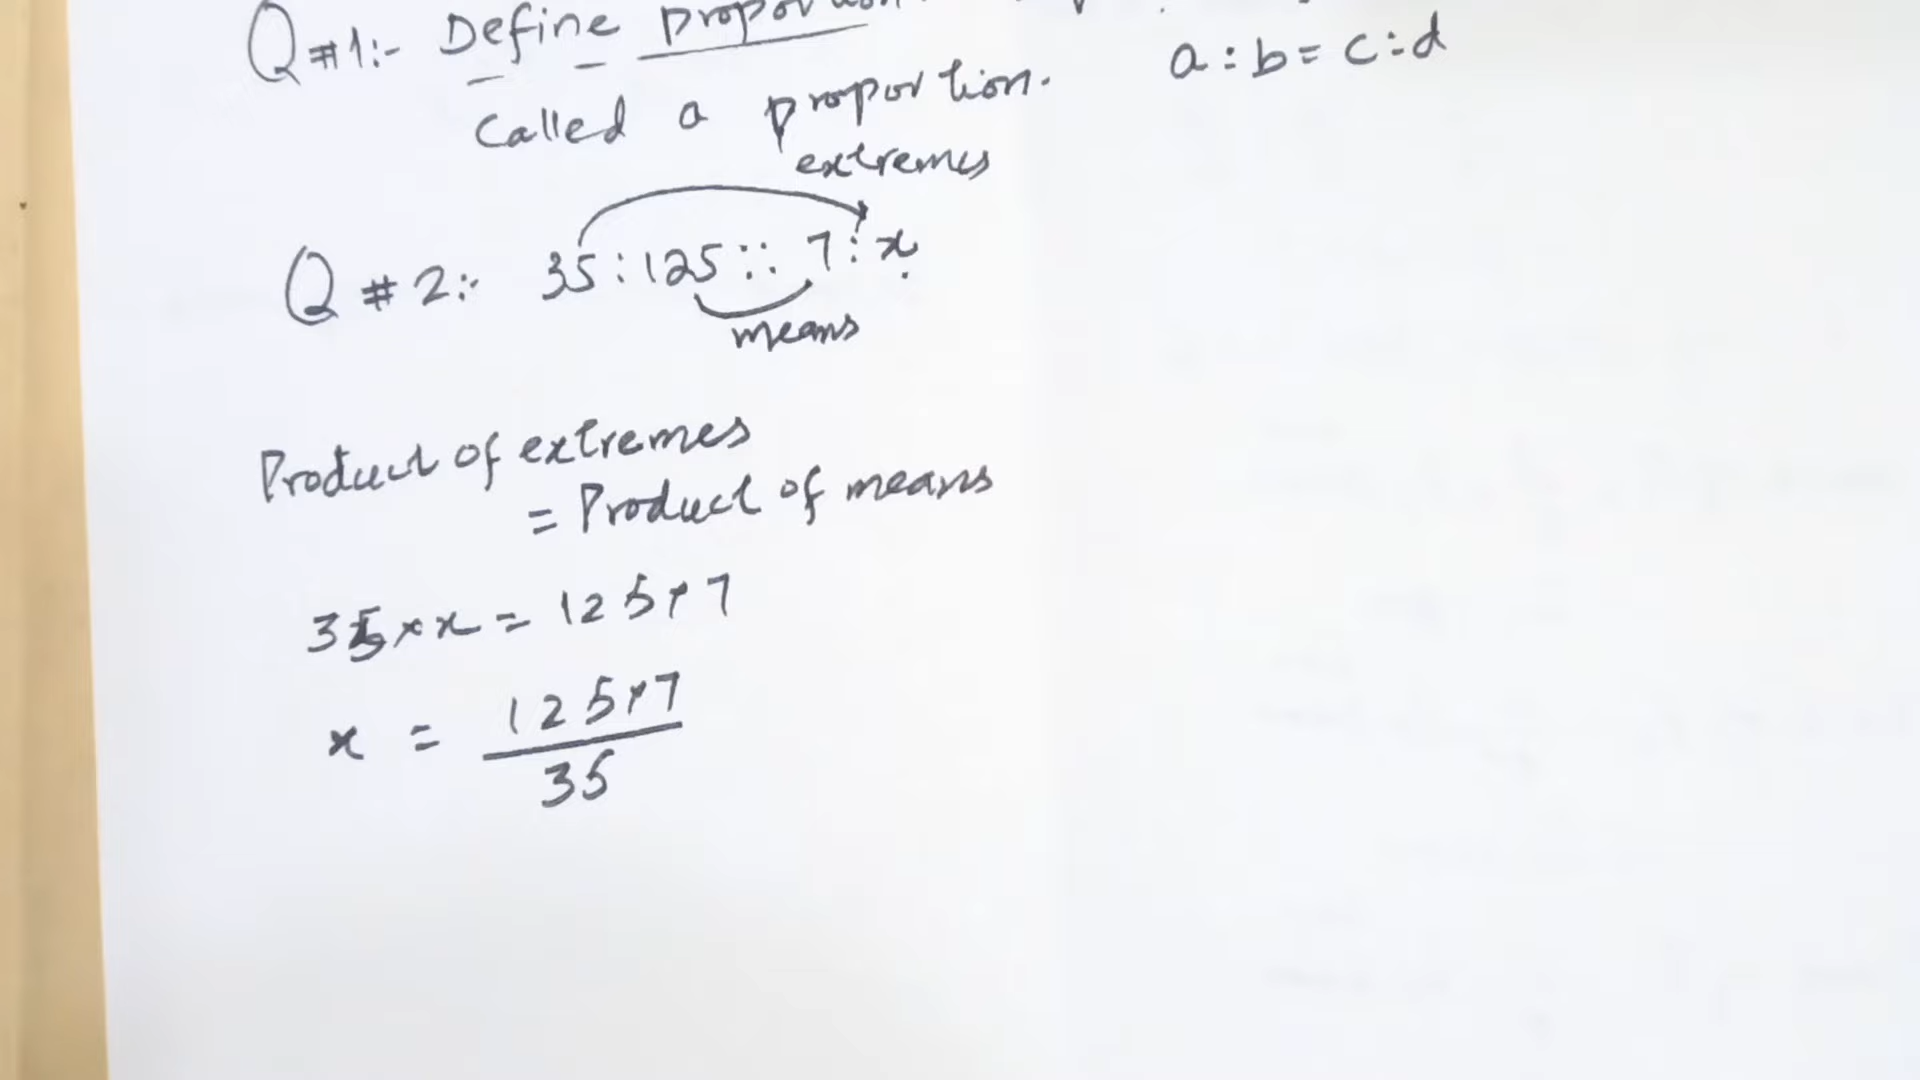 Q#1:- Define proportion
a:b = c:d
called a proportion.
extremes
Q#2:- 35:125::7:x
means
Product of extremes
= Product of means
35×x = 125×7
x = 125×7
35